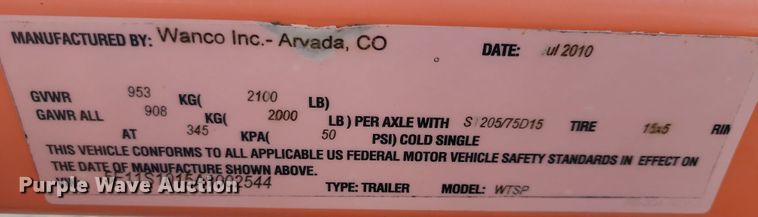 MANUFACTURED BY: Wanco Inc.- Arvada, CO DATE: ul 2010
GVWR 953 KG( 2100 LB)
GAWR ALL 908 KG( 2000 LB ) PER AXLE WITH ST205/75D15 TIRE 15x5 RIM
AT 345 KPA( 50 PSI) COLD SINGLE
THIS VEHICLE CONFORMS TO ALL APPLICABLE US FEDERAL MOTOR VEHICLE SAFETY STANDARDS IN EFFECT ON
THE DATE OF MANUFACTURE SHOWN ABOVE.
TYPE: TRAILER MODEL: WTSP
Purple Wave Auction